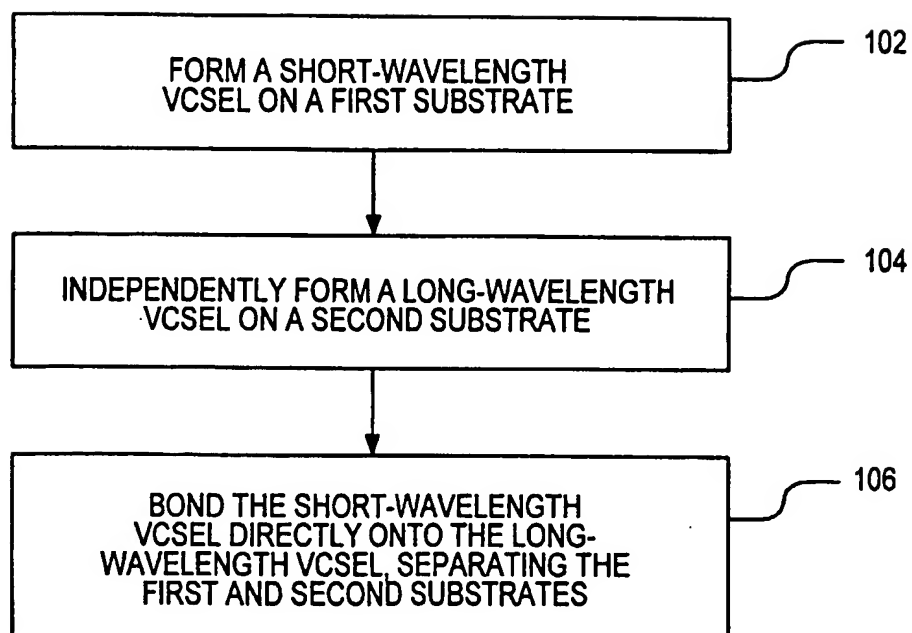 FORM A SHORT-WAVELENGTH
VCSEL ON A FIRST SUBSTRATE
102
INDEPENDENTLY FORM A LONG-WAVELENGTH
VCSEL ON A SECOND SUBSTRATE
104
BOND THE SHORT-WAVELENGTH
VCSEL DIRECTLY ONTO THE LONG-
WAVELENGTH VCSEL, SEPARATING THE
FIRST AND SECOND SUBSTRATES
106